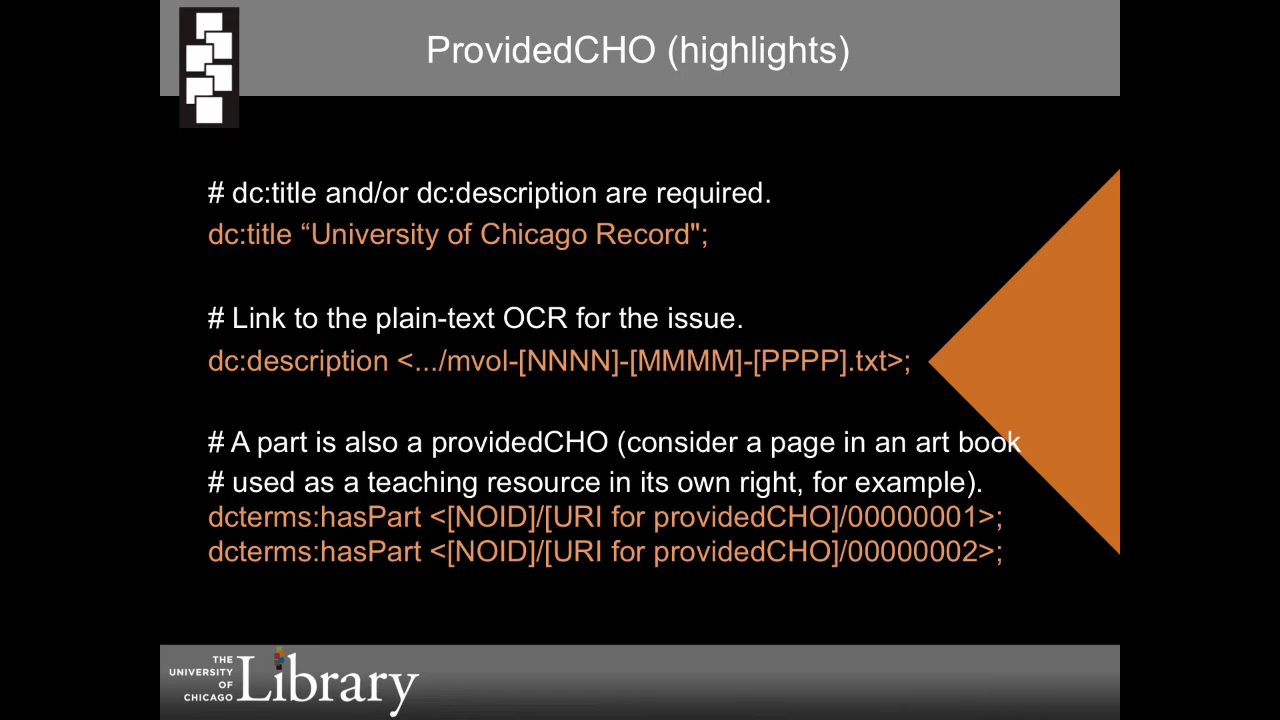 ProvidedCHO (highlights)
# dc:title and/or dc:description are required.
dc:title “University of Chicago Record";
# Link to the plain-text OCR for the issue.
dc:description <.../mvol-[NNNN]-[MMMM]-[PPPP].txt>;
# A part is also a providedCHO (consider a page in an art book
# used as a teaching resource in its own right, for example).
dcterms:hasPart <[NOID]/[URI for providedCHO]/00000001>;
dcterms:hasPart <[NOID]/[URI for providedCHO]/00000002>;
THE
UNIVERSITY
OF
CHICAGO
Library